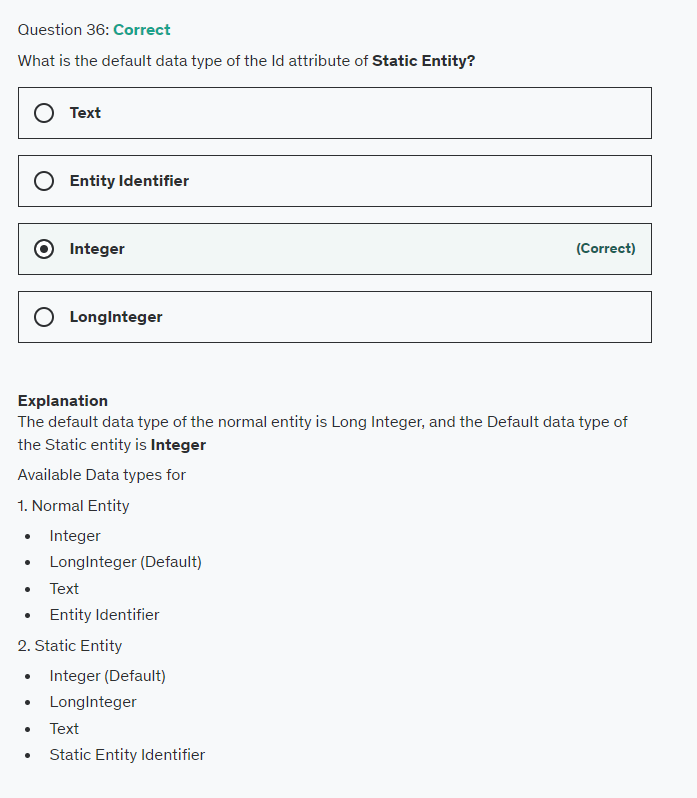 Question 36: Correct
What is the default data type of the Id attribute of Static Entity?
Text
Entity Identifier
Integer (Correct)
LongInteger
Explanation
The default data type of the normal entity is Long Integer, and the Default data type of
the Static entity is Integer
Available Data types for
1. Normal Entity
• Integer
• LongInteger (Default)
• Text
• Entity Identifier
2. Static Entity
• Integer (Default)
• LongInteger
• Text
• Static Entity Identifier